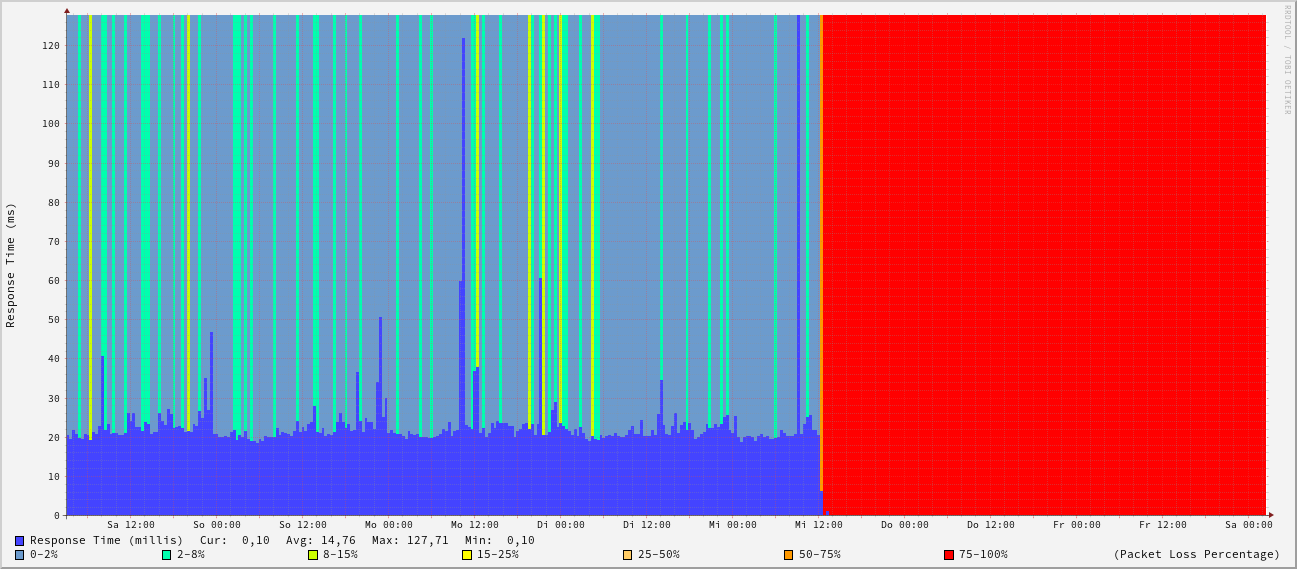 RRDTOOL / TOBI OETIKER
Response Time (ms)
120
110
100
90
80
70
60
50
40
30
20
10
0
Sa 12:00 So 00:00 So 12:00 Mo 00:00 Mo 12:00 Di 00:00 Di 12:00 Mi 00:00 Mi 12:00 Do 00:00 Do 12:00 Fr 00:00 Fr 12:00 Sa 00:00
Response Time (millis) Cur: 0,10 Avg: 14,76 Max: 127,71 Min: 0,10
0-2% 2-8% 8-15% 15-25% 25-50% 50-75% 75-100% (Packet Loss Percentage)